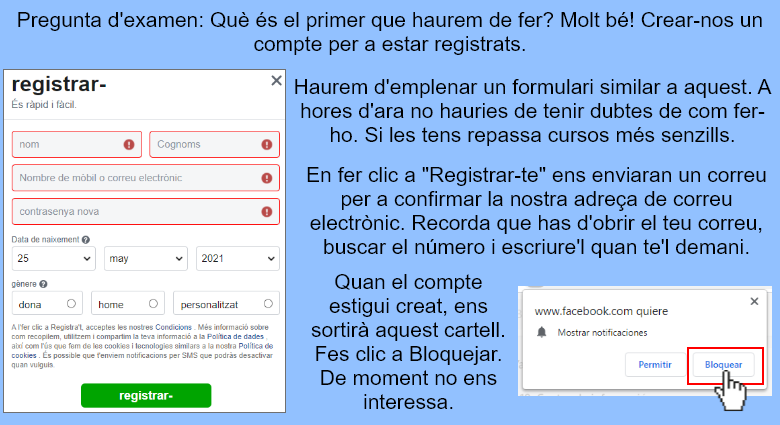 Pregunta d'examen: Què és el primer que haurem de fer? Molt bé! Crear-nos un
compte per a estar registrats.
registrar-
És ràpid i fàcil.
nom
Cognoms
Nombre de mòbil o correu electrònic
contrasenya nova
Data de naixement
25
may
2021
gènere
dona
home
personalitzat
A l'fer clic a Registra't, acceptes les nostres Condicions . Més informació sobre
com recopilem, utilitzem i compartim la teva informació a la Política de dades ,
així com l'ús que fem de les cookies i tecnologies similars a la nostra Política de
cookies . És possible que t'enviem notificacions per SMS que podràs desactivar
quan vulguis.
registrar-
Haurem d'emplenar un formulari similar a aquest. A
hores d'ara no hauries de tenir dubtes de com fer-
ho. Si les tens repassa cursos més senzills.
En fer clic a "Registrar-te" ens enviaran un correu
per a confirmar la nostra adreça de correu
electrònic. Recorda que has d'obrir el teu correu,
buscar el número i escriure'l quan te'l demani.
Quan el compte
estigui creat, ens
sortirà aquest cartell.
Fes clic a Bloquejar.
De moment no ens
interessa.
www.facebook.com quiere
Mostrar notificaciones
Permitir
Bloquear